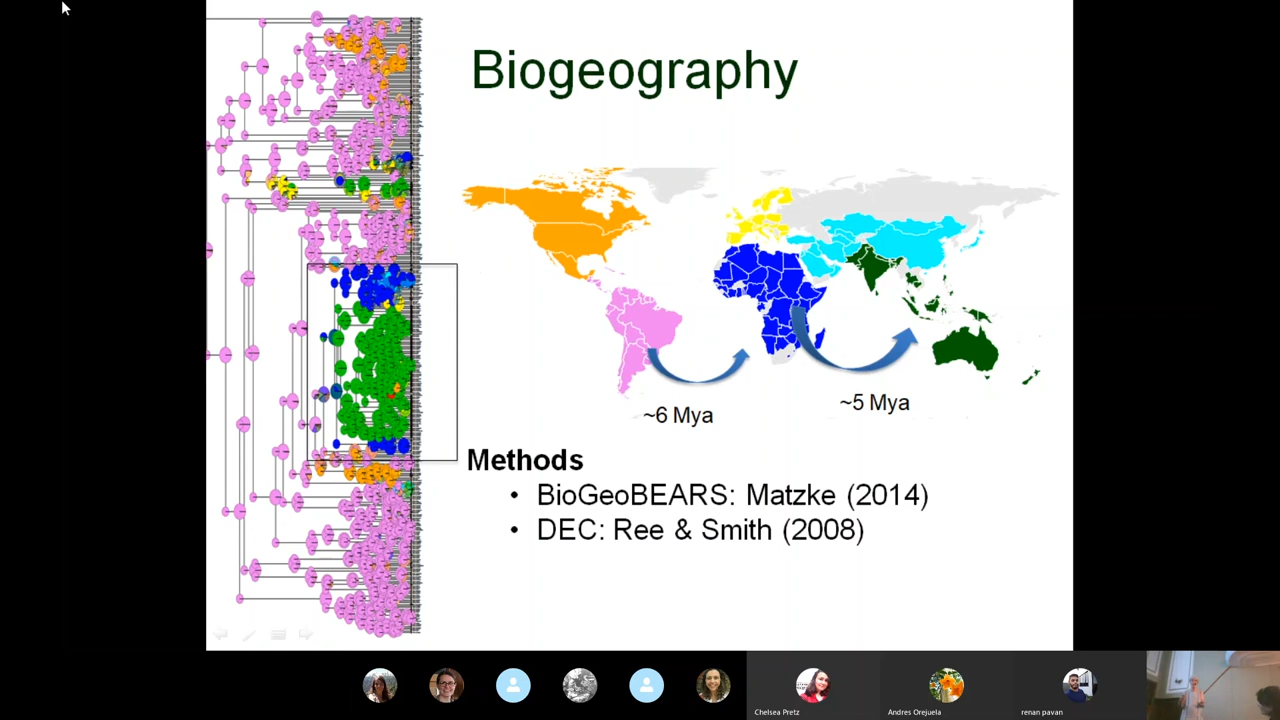 Biogeography
~6 Mya
~5 Mya
Methods
• BioGeoBEARS: Matzke (2014)
• DEC: Ree & Smith (2008)
Chelsea Pretz
Andres Orejuela
renan pavan